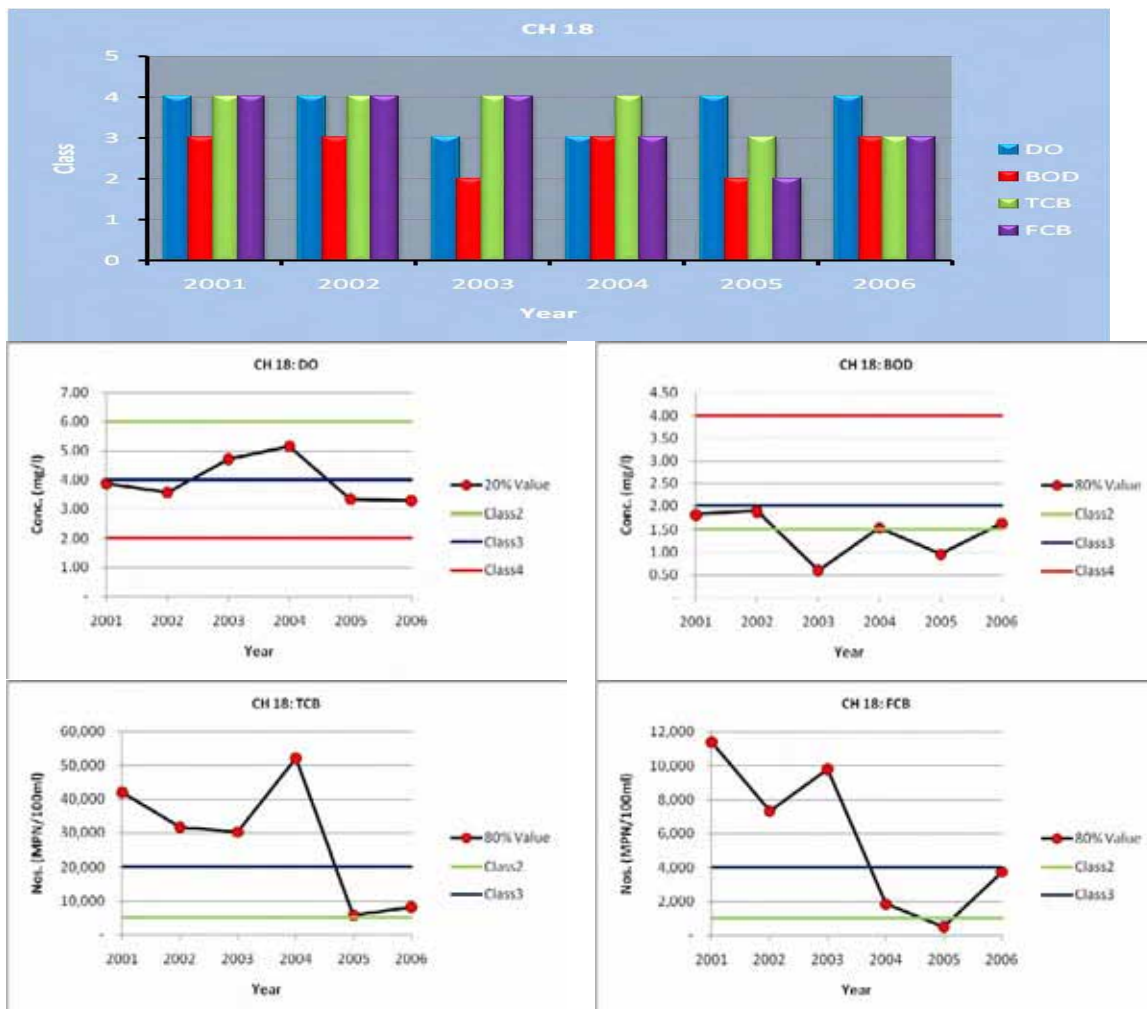 CH 18
5
4
3
2
1
0
Class
2001 2002 2003 2004 2005 2006
Year
DO
BOD
TCB
FCB
CH 18: DO
7.00
6.00
5.00
4.00
3.00
2.00
1.00
-
Conc. (mg/l)
2001 2002 2003 2004 2005 2006
Year
20% Value
Class2
Class3
Class4
CH 18: BOD
4.50
4.00
3.50
3.00
2.50
2.00
1.50
1.00
0.50
-
Conc. (mg/l)
2001 2002 2003 2004 2005 2006
Year
80% Value
Class2
Class3
Class4
CH 18: TCB
60,000
50,000
40,000
30,000
20,000
10,000
-
Nos. (MPN/100ml)
2001 2002 2003 2004 2005 2006
Year
80% Value
Class2
Class3
CH 18: FCB
12,000
10,000
8,000
6,000
4,000
2,000
-
Nos. (MPN/100ml)
2001 2002 2003 2004 2005 2006
Year
80% Value
Class2
Class3